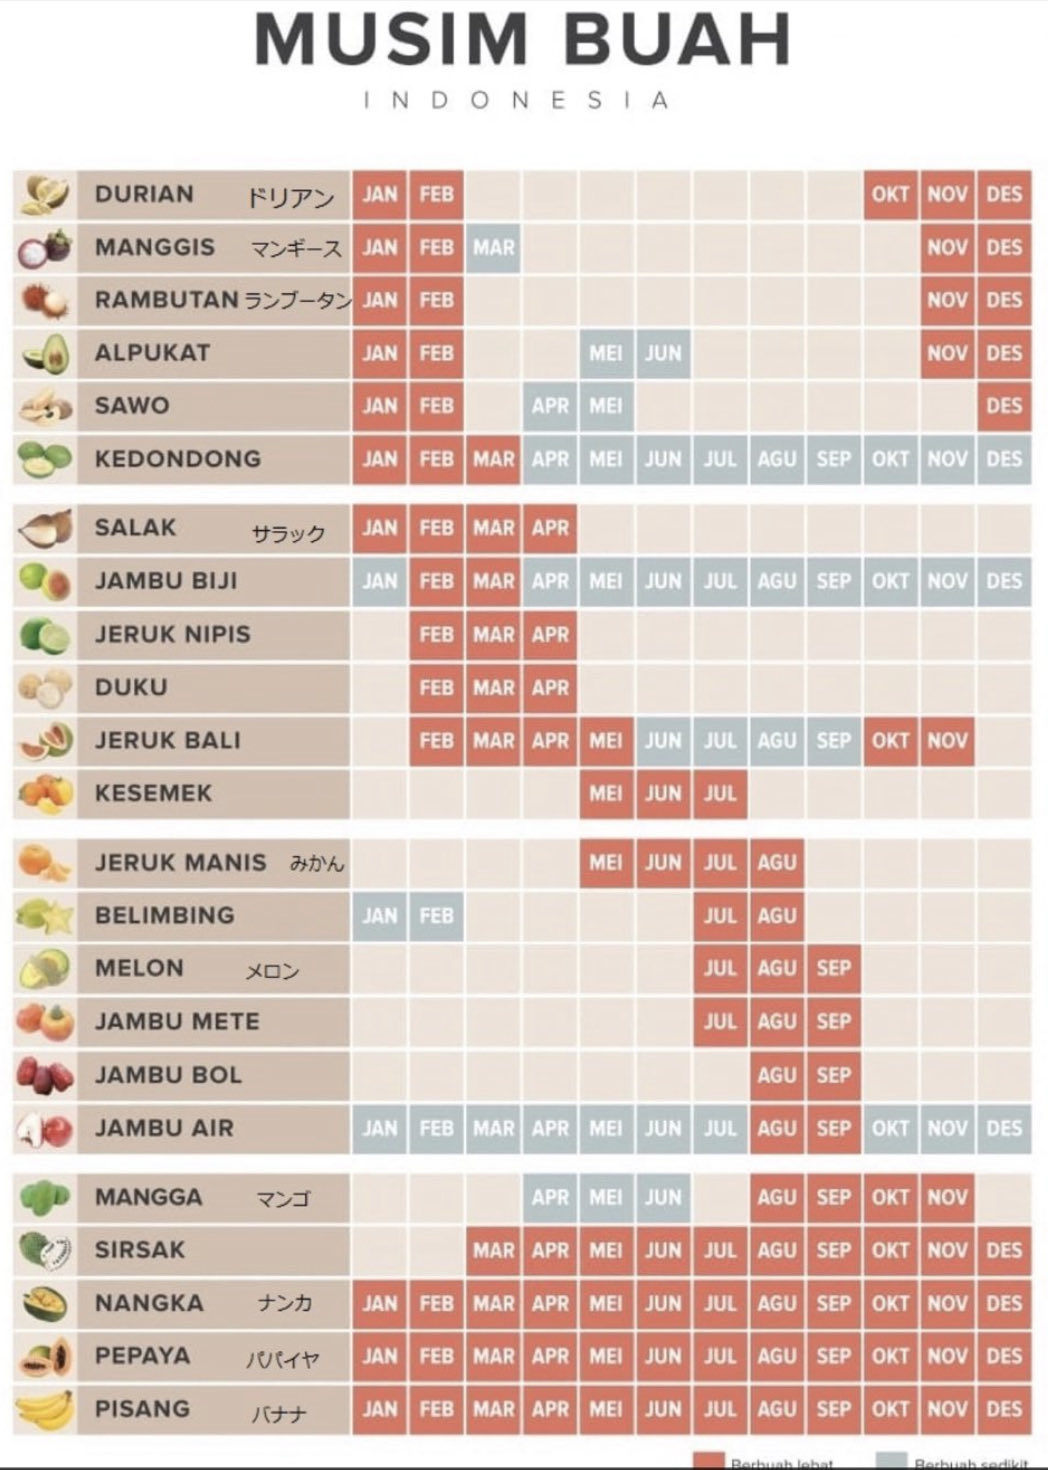 MUSIM BUAH
INDONESIA
DURIAN ドリアン JAN FEB OKT NOV DES
MANGGIS マンギース JAN FEB MAR NOV DES
RAMBUTAN ランブータン JAN FEB NOV DES
ALPUKAT JAN FEB MEI JUN NOV DES
SAWO JAN FEB APR MEI DES
KEDONDONG JAN FEB MAR APR MEI JUN JUL AGU SEP OKT NOV DES
SALAK サラック JAN FEB MAR APR
JAMBU BIJI JAN FEB MAR APR MEI JUN JUL AGU SEP OKT NOV DES
JERUK NIPIS FEB MAR APR
DUKU FEB MAR APR
JERUK BALI FEB MAR APR MEI JUN JUL AGU SEP OKT NOV
KESEMEK MEI JUN JUL
JERUK MANIS みかん MEI JUN JUL AGU
BELIMBING JAN FEB JUL AGU
MELON メロン JUL AGU SEP
JAMBU METE JUL AGU SEP
JAMBU BOL AGU SEP
JAMBU AIR JAN FEB MAR APR MEI JUN JUL AGU SEP OKT NOV DES
MANGGA マンゴ APR MEI JUN AGU SEP OKT NOV
SIRSAK MAR APR MEI JUN JUL AGU SEP OKT NOV DES
NANGKA ナンカ JAN FEB MAR APR MEI JUN JUL AGU SEP OKT NOV DES
PEPAYA パパイヤ JAN FEB MAR APR MEI JUN JUL AGU SEP OKT NOV DES
PISANG バナナ JAN FEB MAR APR MEI JUN JUL AGU SEP OKT NOV DES
Berbuah lebat Berbuah sedikit